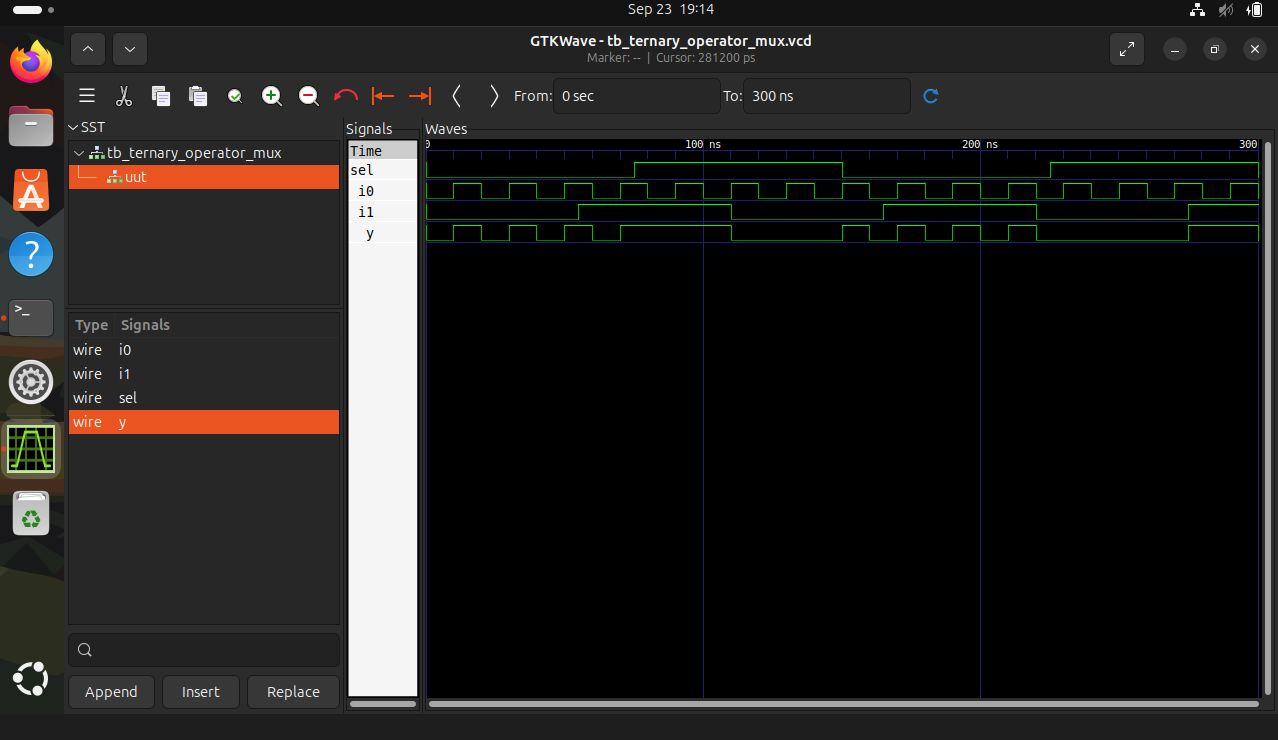 Sep 23 19:14
GTKWave - tb_ternary_operator_mux.vcd
Marker: -- | Cursor: 281200 ps
From: 0 sec To: 300 ns
SST
tb_ternary_operator_mux
uut
Type Signals
wire i0
wire i1
wire sel
wire y
Append Insert Replace
Signals
Time
sel
i0
i1
y
Waves
0 100 ns 200 ns 300